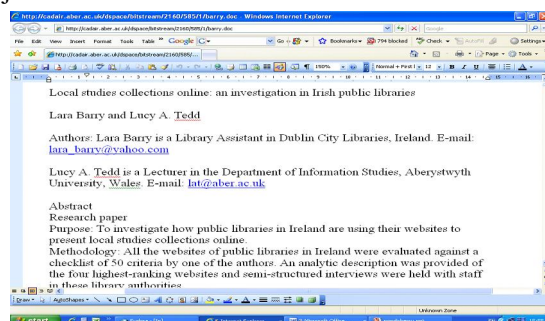 http://cadair.aber.ac.uk/dspace/bitstream/2160/585/1/barry.doc - Windows Internet Explorer
http://cadair.aber.ac.uk/dspace/bitstream/2160/585/1/barry.doc
Google
File Edit View Insert Format Tools Table Google G Go Bookmarks 794 blocked Check Settings
http://cadair.aber.ac.uk/dspace/bitstream/2160/585/...
Page Tools
150% Normal + First l 12 B I U
Local studies collections online: an investigation in Irish public libraries
Lara Barry and Lucy A. Tedd
Authors: Lara Barry is a Library Assistant in Dublin City Libraries, Ireland. E-mail:
lara_barry@yahoo.com
Lucy A. Tedd is a Lecturer in the Department of Information Studies, Aberystwyth
University, Wales. E-mail: lat@aber.ac.uk
Abstract
Research paper
Purpose: To investigate how public libraries in Ireland are using their websites to
present local studies collections online.
Methodology: All the websites of public libraries in Ireland were evaluated against a
checklist of 50 criteria by one of the authors. An analytic description was provided of
the four highest-ranking websites and semi-structured interviews were held with staff
in these library authorities.
Draw AutoShapes
Unknown Zone
start